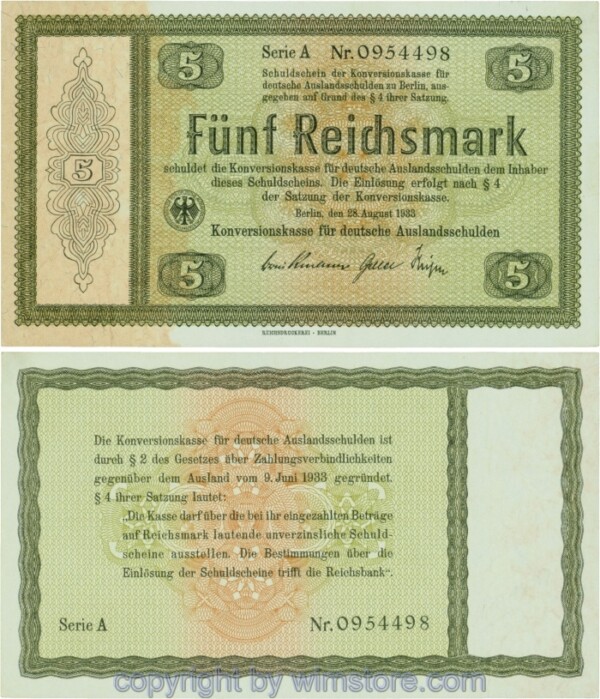 5 5
Serie A Nr. 0954498
Schuldschein der Konversionskasse für
deutsche Auslandsschulden zu Berlin, aus-
gegeben auf Grund des § 4 ihrer Satzung.
Fünf Reichsmark
5
schuldet die Konversionskasse für deutsche Auslandsschulden dem Inhaber
dieses Schuldscheins. Die Einlösung erfolgt nach § 4
der Satzung der Konversionskasse.
Berlin, den 28. August 1933
Konversionskasse für deutsche Auslandsschulden
5 5
REICHSDRUCKEREI · BERLIN
Die Konversionskasse für deutsche Auslandsschulden ist
durch § 2 des Gesetzes über Zahlungsverbindlichkeiten
gegenüber dem Ausland vom 9. Juni 1933 gegründet.
§ 4 ihrer Satzung lautet:
„Die Kasse darf über die bei ihr eingezahlten Beträge
auf Reichsmark lautende unverzinsliche Schuld-
scheine ausstellen. Die Bestimmungen über die
Einlösung der Schuldscheine trifft die Reichsbank“.
Serie A Nr. 0954498
copyright by wimstore.com